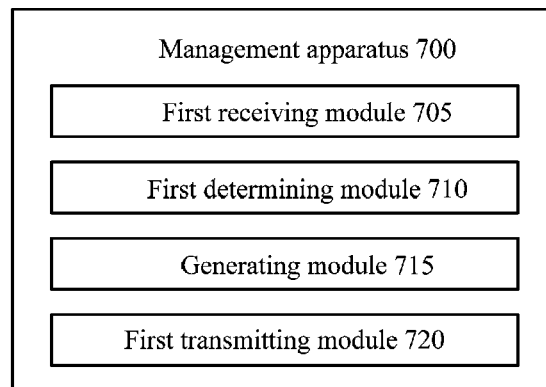 Management apparatus 700
First receiving module 705
First determining module 710
Generating module 715
First transmitting module 720